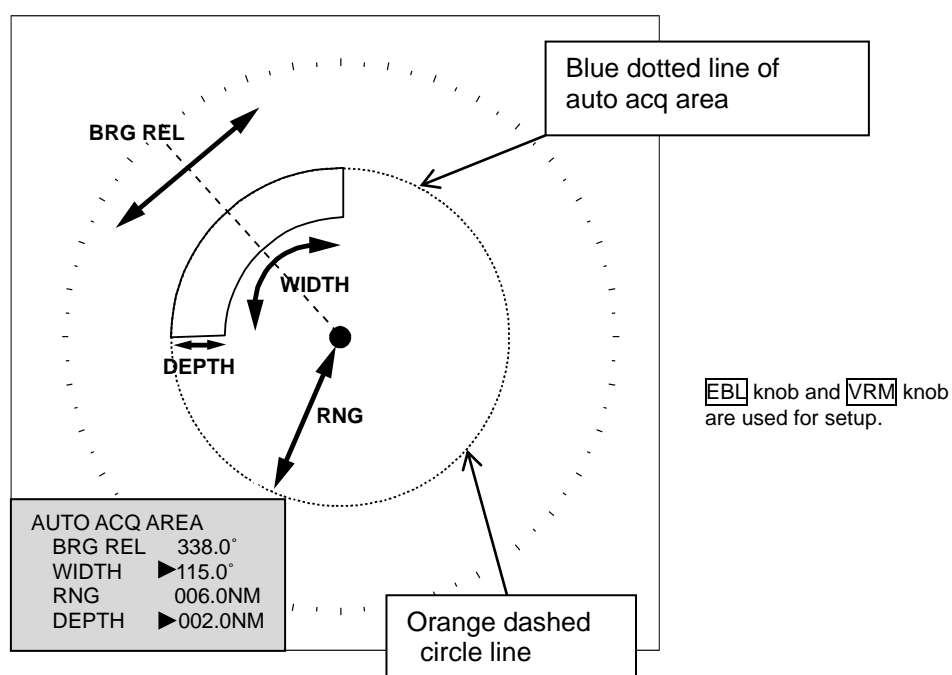 Blue dotted line of
auto acq area
BRG REL
WIDTH
DEPTH
RNG
EBL knob and VRM knob
are used for setup.
AUTO ACQ AREA
BRG REL 338.0°
WIDTH ▶115.0°
RNG 006.0NM
DEPTH ▶002.0NM
Orange dashed
circle line